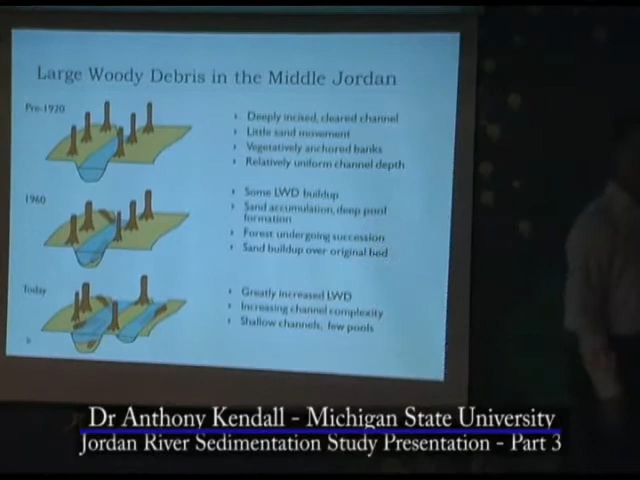 Large Woody Debris in the Middle Jordan
Pre-1920
Deeply incised, cleared channel
Little sand movement
Vegetatively anchored banks
Relatively uniform channel depth
1960
Some LWD buildup
Sand accumulation, deep pool
formation
Forest undergoing succession
Sand buildup over original bed
Today
Greatly increased LWD
Increasing channel complexity
Shallow channels, few pools
Dr Anthony Kendall - Michigan State University
Jordan River Sedimentation Study Presentation - Part 3